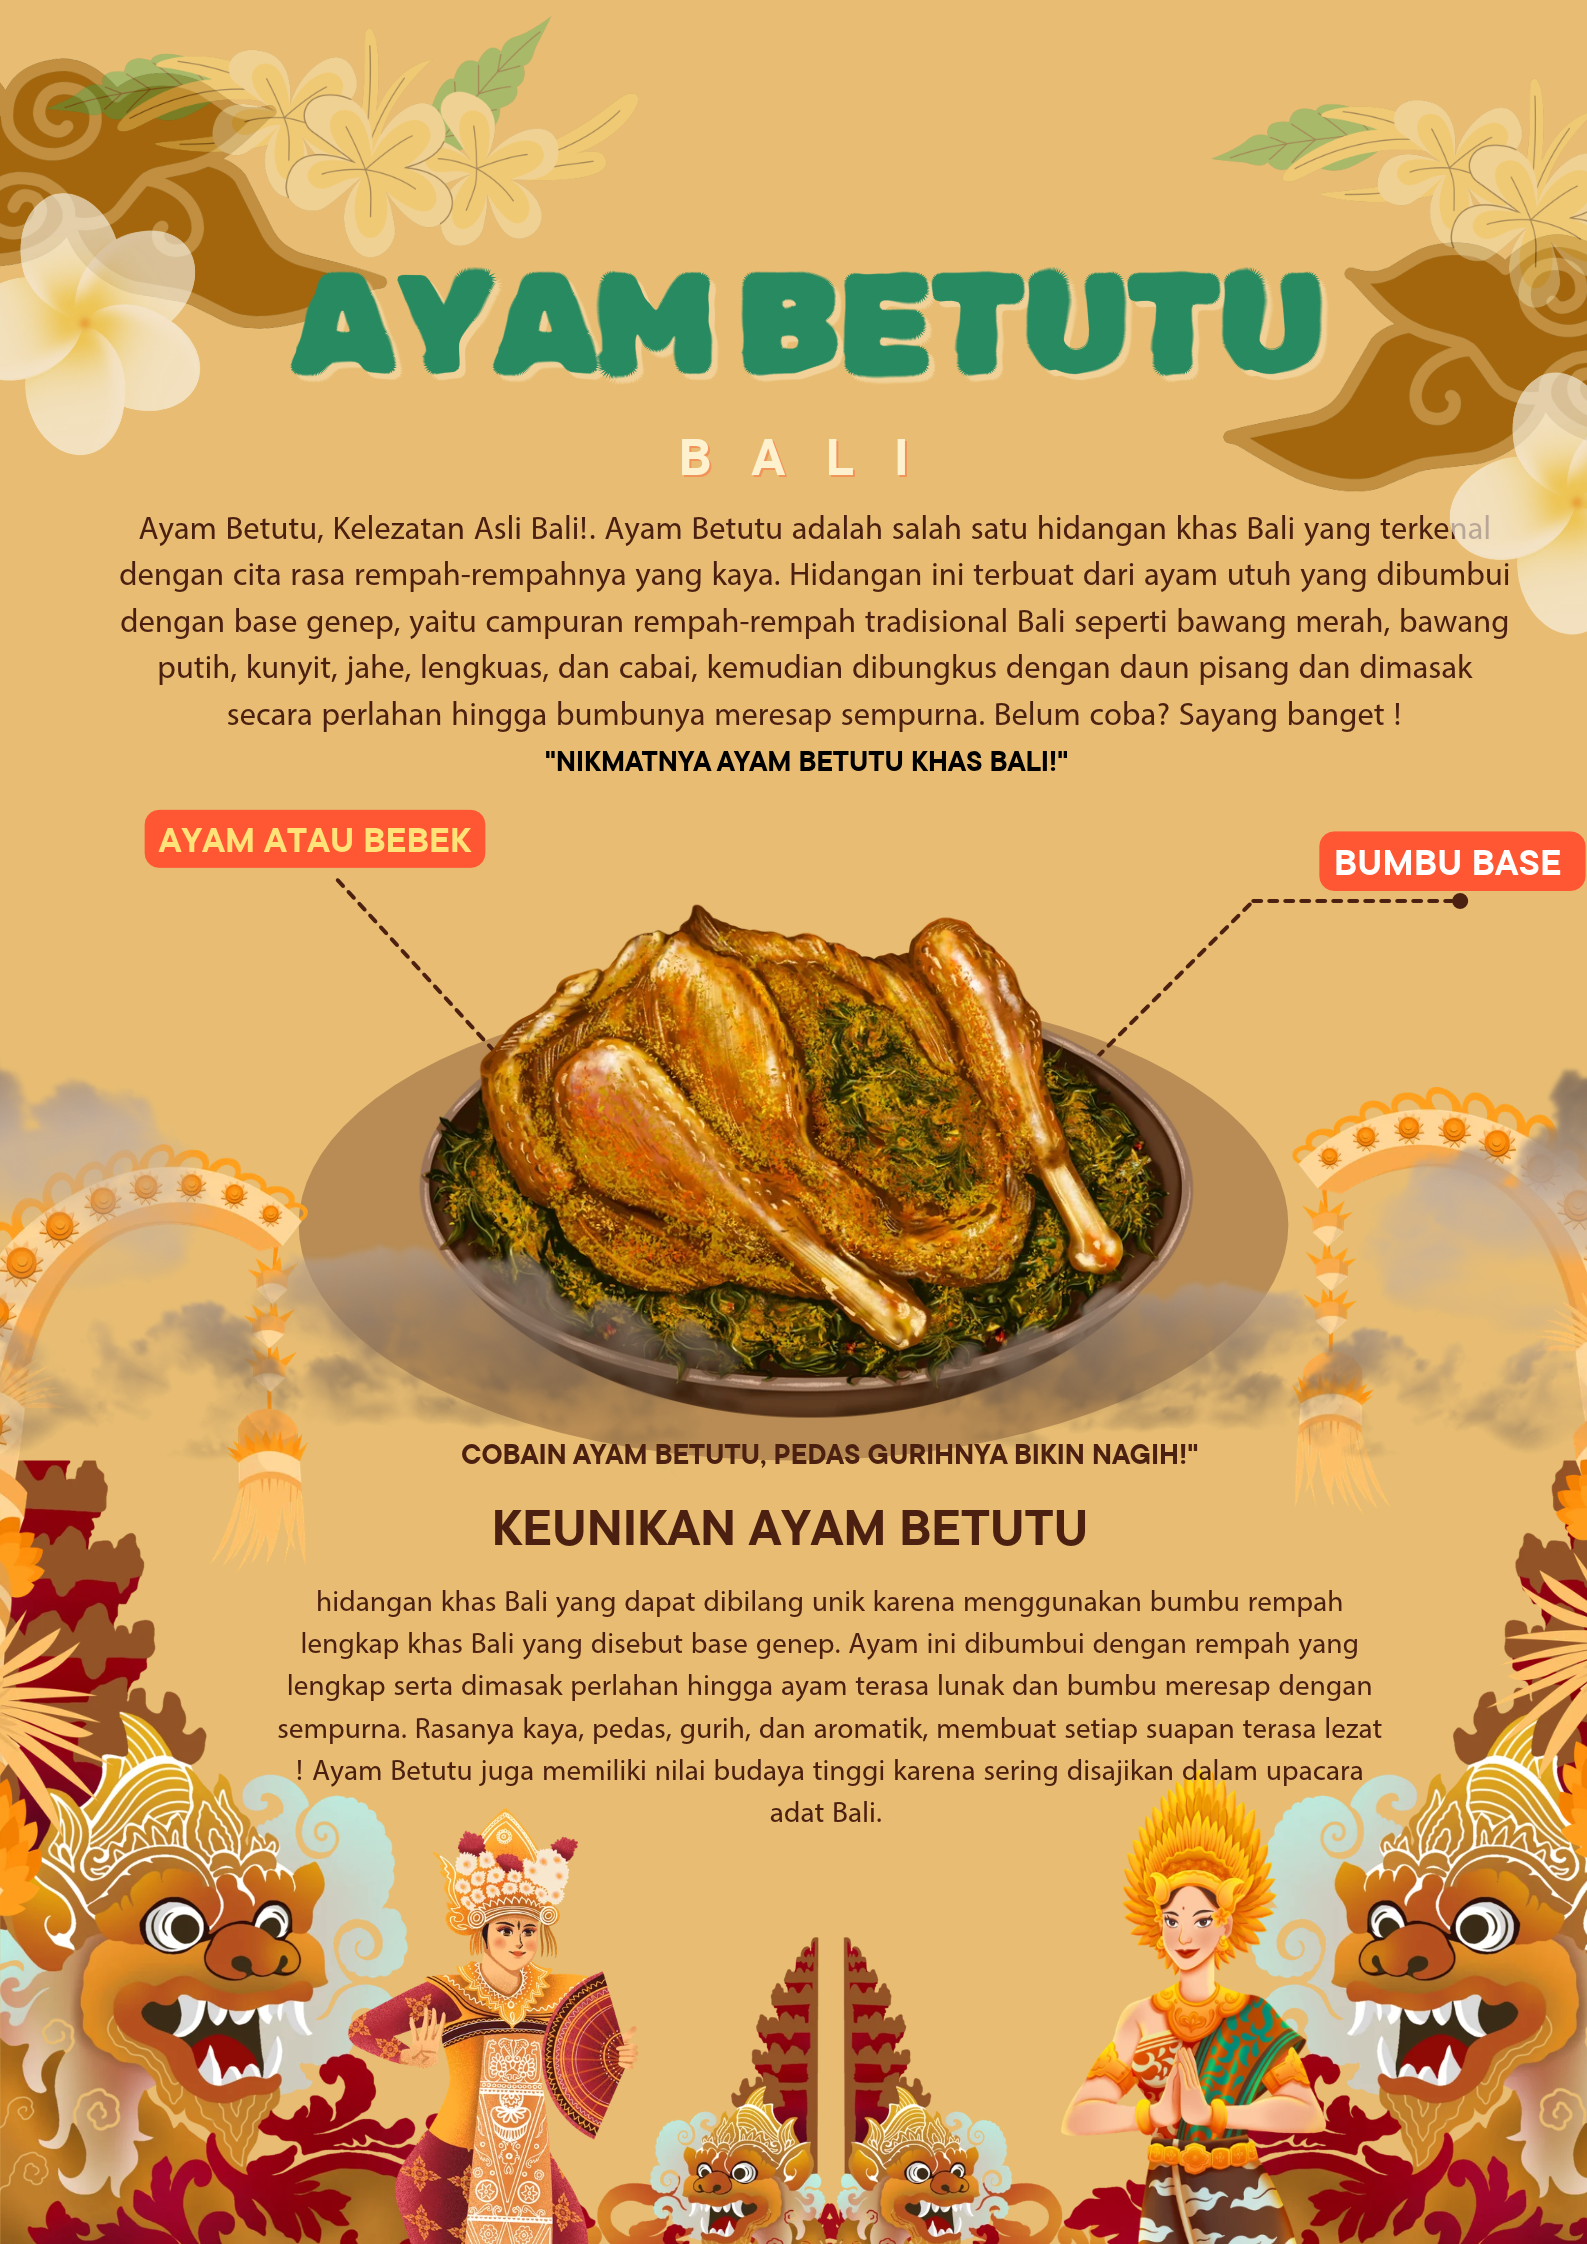 AYAM BETUTU
BALI
Ayam Betutu, Kelezatan Asli Bali!. Ayam Betutu adalah salah satu hidangan khas Bali yang terkenal
dengan cita rasa rempah-rempahnya yang kaya. Hidangan ini terbuat dari ayam utuh yang dibumbui
dengan base genep, yaitu campuran rempah-rempah tradisional Bali seperti bawang merah, bawang
putih, kunyit, jahe, lengkuas, dan cabai, kemudian dibungkus dengan daun pisang dan dimasak
secara perlahan hingga bumbunya meresap sempurna. Belum coba? Sayang banget !
"NIKMATNYA AYAM BETUTU KHAS BALI!"
AYAM ATAU BEBEK
BUMBU BASE
COBAIN AYAM BETUTU, PEDAS GURIHNYA BIKIN NAGIH!"
KEUNIKAN AYAM BETUTU
hidangan khas Bali yang dapat dibilang unik karena menggunakan bumbu rempah
lengkap khas Bali yang disebut base genep. Ayam ini dibumbui dengan rempah yang
lengkap serta dimasak perlahan hingga ayam terasa lunak dan bumbu meresap dengan
sempurna. Rasanya kaya, pedas, gurih, dan aromatik, membuat setiap suapan terasa lezat
! Ayam Betutu juga memiliki nilai budaya tinggi karena sering disajikan dalam upacara
adat Bali.